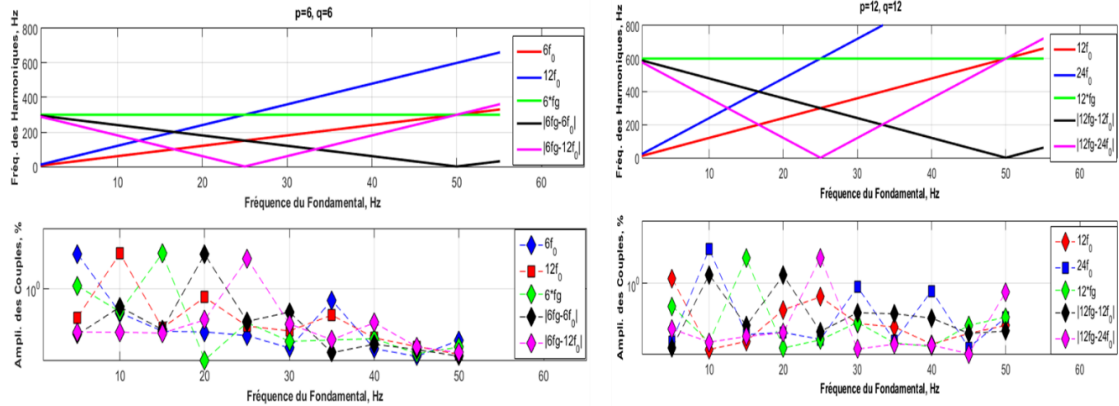 p=6, q=6
Fréq. des Harmoniques, Hz
800
600
400
200
0
10
20
30
40
50
60
Fréquence du Fondamental, Hz
6f0
12f0
6*fg
|6fg-6f0|
|6fg-12f0|
p=12, q=12
Fréq. des Harmoniques, Hz
800
600
400
200
0
10
20
30
40
50
60
Fréquence du Fondamental, Hz
12f0
24f0
12*fg
|12fg-12f0|
|12fg-24f0|
Ampli. des Couples, %
10^0
10
20
30
40
50
60
Fréquence du Fondamental, Hz
6f0
12f0
6*fg
|6fg-6f0|
|6fg-12f0|
Ampli. des Couples, %
10^0
10
20
30
40
50
60
Fréquence du Fondamental, Hz
12f0
24f0
12*fg
|12fg-12f0|
|12fg-24f0|